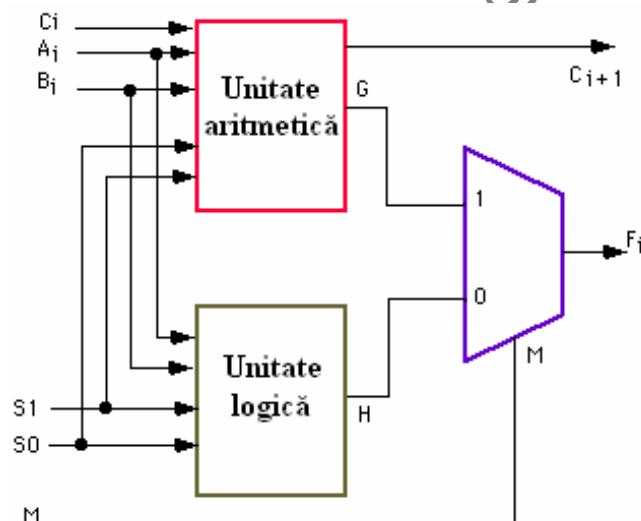 Ci
Ai
Bi
Unitate
aritmetică
G
Ci+1
1
Fi
0
M
Unitate
logică
H
S1
S0
M